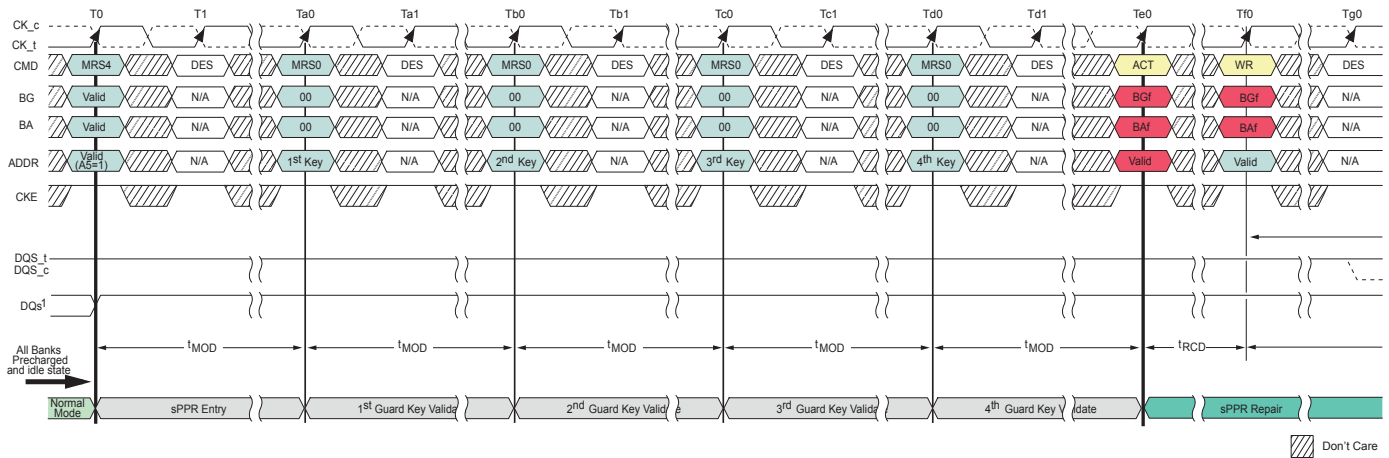 T0 T1 Ta0 Ta1 Tb0 Tb1 Tc0 Tc1 Td0 Td1 Te0 Tf0 Tg0
CK_c
CK_t
CMD MRS4 DES MRS0 DES MRS0 DES MRS0 DES MRS0 DES ACT WR DES
BG Valid N/A 00 N/A 00 N/A 00 N/A 00 N/A BGf BGf N/A
BA Valid N/A 00 N/A 00 N/A 00 N/A 00 N/A BAf BAf N/A
ADDR Valid (A5=1) N/A 1st Key N/A 2nd Key N/A 3rd Key N/A 4th Key N/A Valid Valid N/A
CKE
DQS_t
DQS_c
DQs1
tMOD tMOD tMOD tMOD tMOD tRCD
All Banks
Precharged
and idle state
Normal Mode sPPR Entry 1st Guard Key Valida 2nd Guard Key Valid e 3rd Guard Key Valida 4th Guard Key V idate sPPR Repair
Don't Care